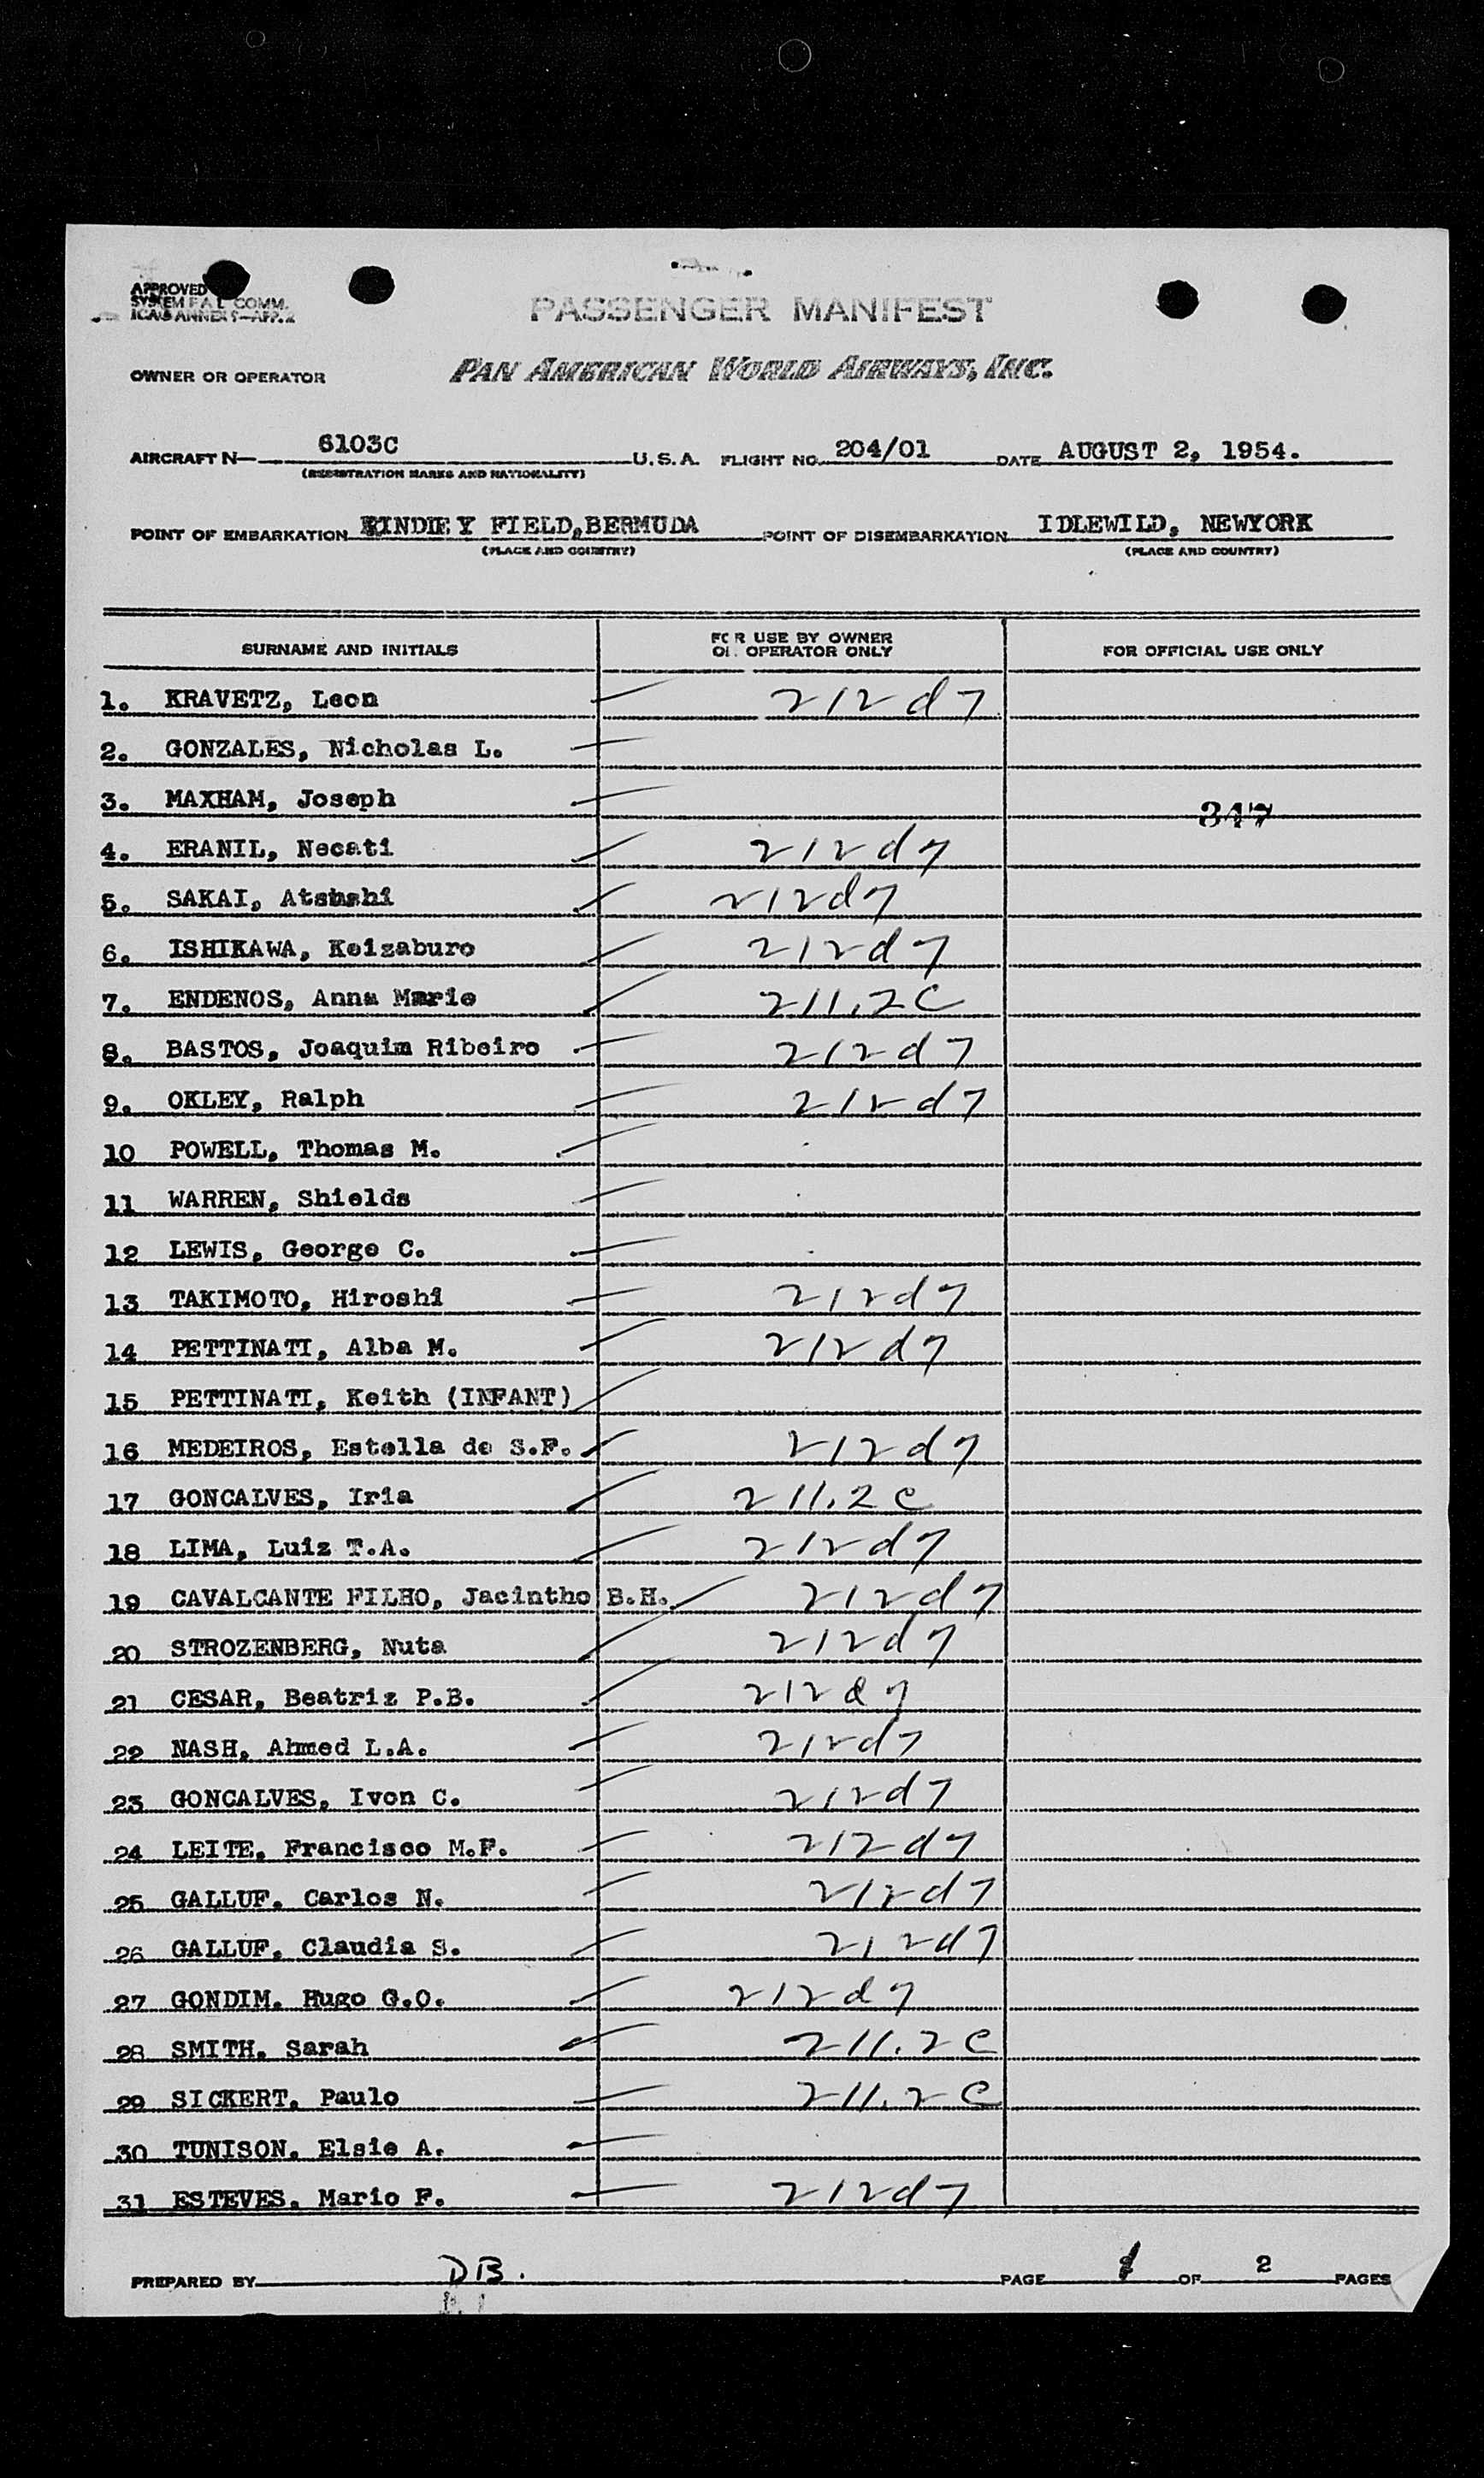 APPROVED
SYSTEM F A L COMM.
ICAO ANNEX 9—APP. 2
PASSENGER MANIFEST
OWNER OR OPERATOR PAN AMERICAN WORLD AIRWAYS, INC.
AIRCRAFT N— 6103C U.S.A. FLIGHT NO. 204/01 DATE AUGUST 2, 1954.
(REGISTRATION MARKS AND NATIONALITY)
POINT OF EMBARKATION KINDLEY FIELD,BERMUDA POINT OF DISEMBARKATION IDLEWILD, NEWYORK
(PLACE AND COUNTRY) (PLACE AND COUNTRY)
SURNAME AND INITIALS FOR USE BY OWNER OR OPERATOR ONLY FOR OFFICIAL USE ONLY
1. KRAVETZ, Leon 212d7
2. GONZALES, Nicholas L.
3. MAXHAM, Joseph 347
4. ERANIL, Necati 212d7
5. SAKAI, Atsushi 212d7
6. ISHIKAWA, Keizaburo 212d7
7. ENDENOS, Anna Marie 211.2C
8. BASTOS, Joaquim Ribeiro 212d7
9. OKLEY, Ralph 212d7
10 POWELL, Thomas M.
11 WARREN, Shields
12 LEWIS, George C.
13 TAKIMOTO, Hiroshi 212d7
14 PETTINATI, Alba M. 212d7
15 PETTINATI, Keith (INFANT)
16 MEDEIROS, Estella de S.F. 212d7
17 GONCALVES, Iria 211.2C
18 LIMA, Luiz T.A. 212d7
19 CAVALCANTE FILHO, Jacintho B.H. 212d7
20 STROZENBERG, Nuta 212d7
21 CESAR, Beatriz P.B. 212d7
22 NASH, Ahmed L.A. 212d7
23 GONCALVES, Ivon C. 212d7
24 LEITE, Francisco M.F. 212d7
25 GALLUF, Carlos N. 212d7
26 GALLUF, Claudia S. 212d7
27 GONDIM, Hugo G.O. 212d7
28 SMITH, Sarah 211.2C
29 SICKERT, Paulo 211.2C
30 TUNISON, Elsie A.
31 ESTEVES, Mario F. 212d7
PREPARED BY DB. PAGE 1 OF 2 PAGES